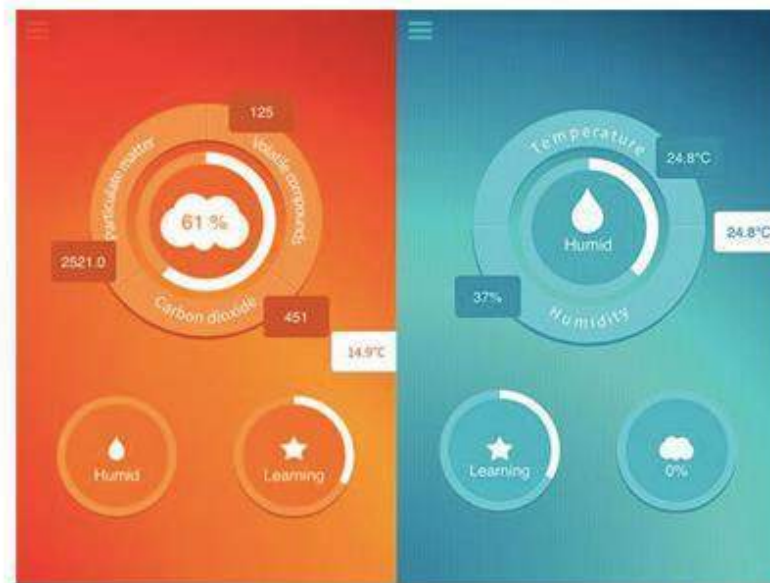 125
particulate matter
Volatile compounds
61 %
2521.0
Carbon dioxide
451
14.9°C
Humid
Learning
Temperature
24.8°C
Humid
24.8°C
37%
Humidity
Learning
0%